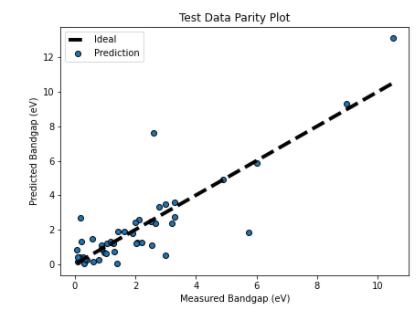 Test Data Parity Plot
Ideal
Prediction
Predicted Bandgap (eV)
12
10
8
6
4
2
0
0 2 4 6 8 10
Measured Bandgap (eV)